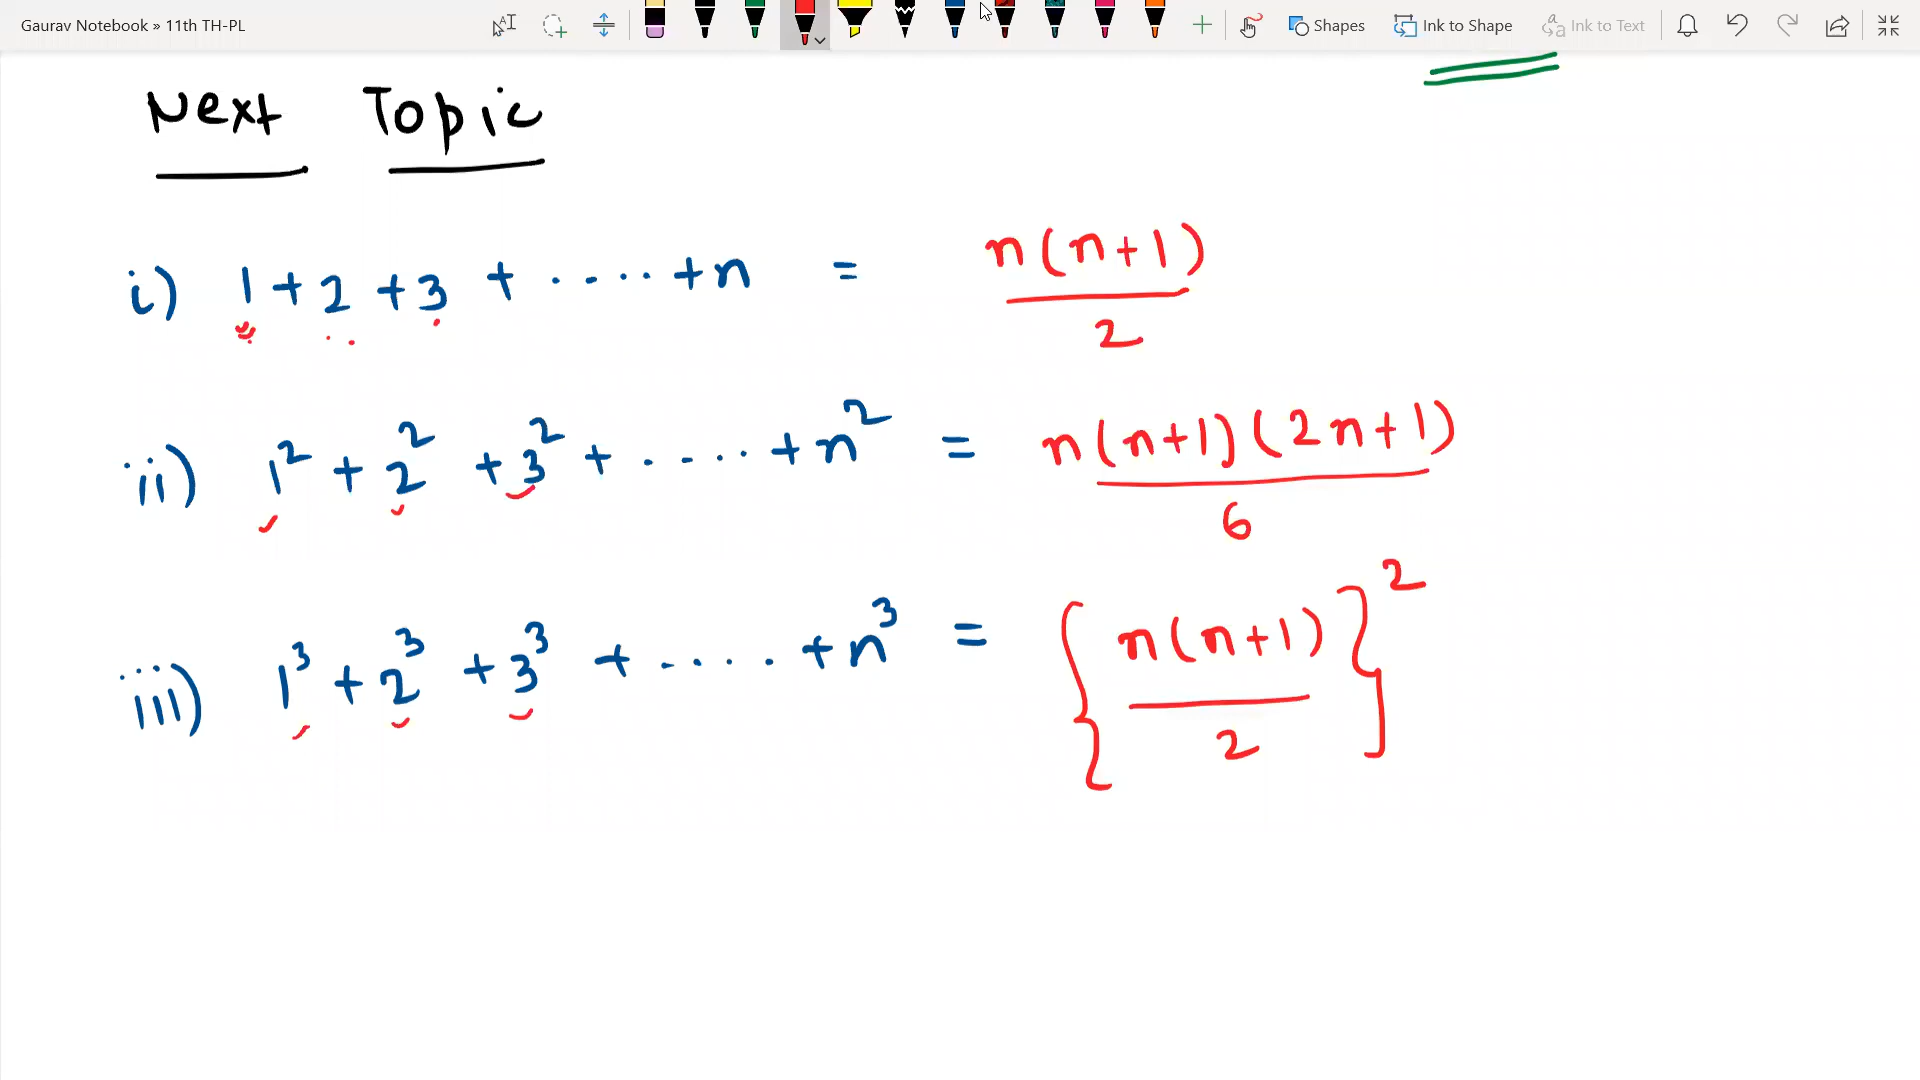 Gaurav Notebook » 11th TH-PL
Shapes
Ink to Shape
Ink to Text
Next Topic
i) 1 + 2 + 3 + ..... + n = n(n+1) / 2
ii) 1² + 2² + 3² + ..... + n² = n(n+1)(2n+1) / 6
iii) 1³ + 2³ + 3³ + ..... + n³ = { n(n+1) / 2 }²